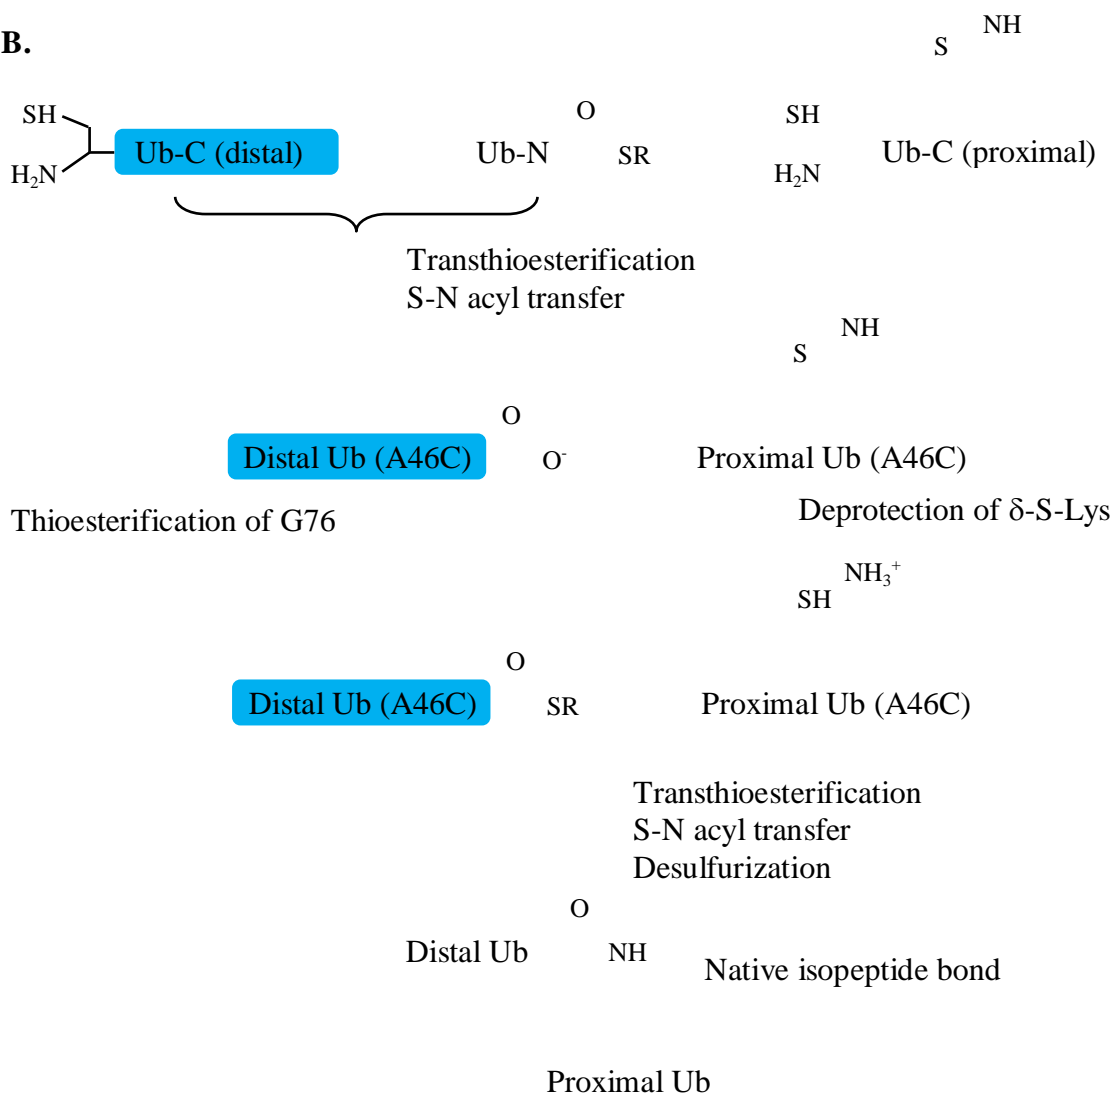 B.
NH
S
SH
O
SH
Ub-C (distal)
Ub-N
SR
Ub-C (proximal)
H₂N
H₂N
Transthioesterification
S-N acyl transfer
NH
S
O
Distal Ub (A46C)
O⁻
Proximal Ub (A46C)
Thioesterification of G76
Deprotection of δ-S-Lys
NH₃⁺
SH
O
Distal Ub (A46C)
SR
Proximal Ub (A46C)
Transthioesterification
S-N acyl transfer
Desulfurization
O
Distal Ub
NH
Native isopeptide bond
Proximal Ub